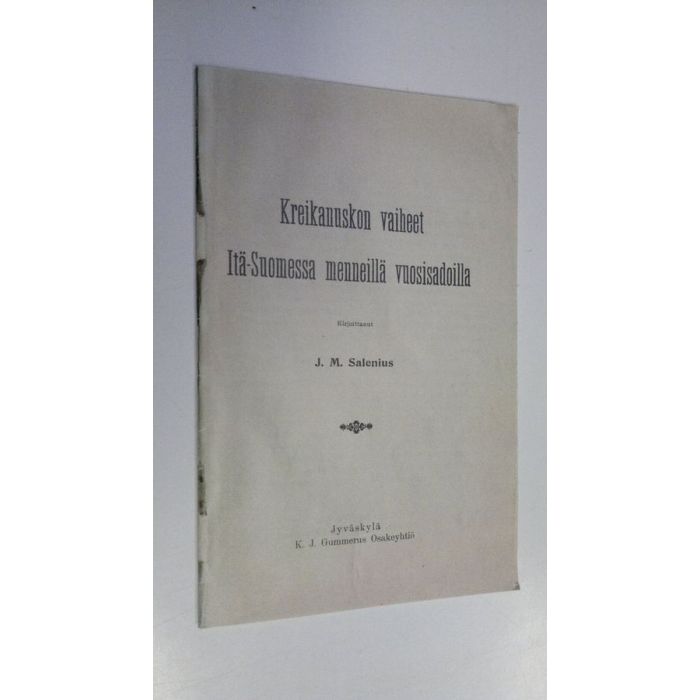 Kreikanuskon vaiheet
Itä-Suomessa menneillä vuosisadoilla
Kirjoittanut
J. M. Salenius
Jyväskylä
K. J. Gummerus Osakeyhtiö